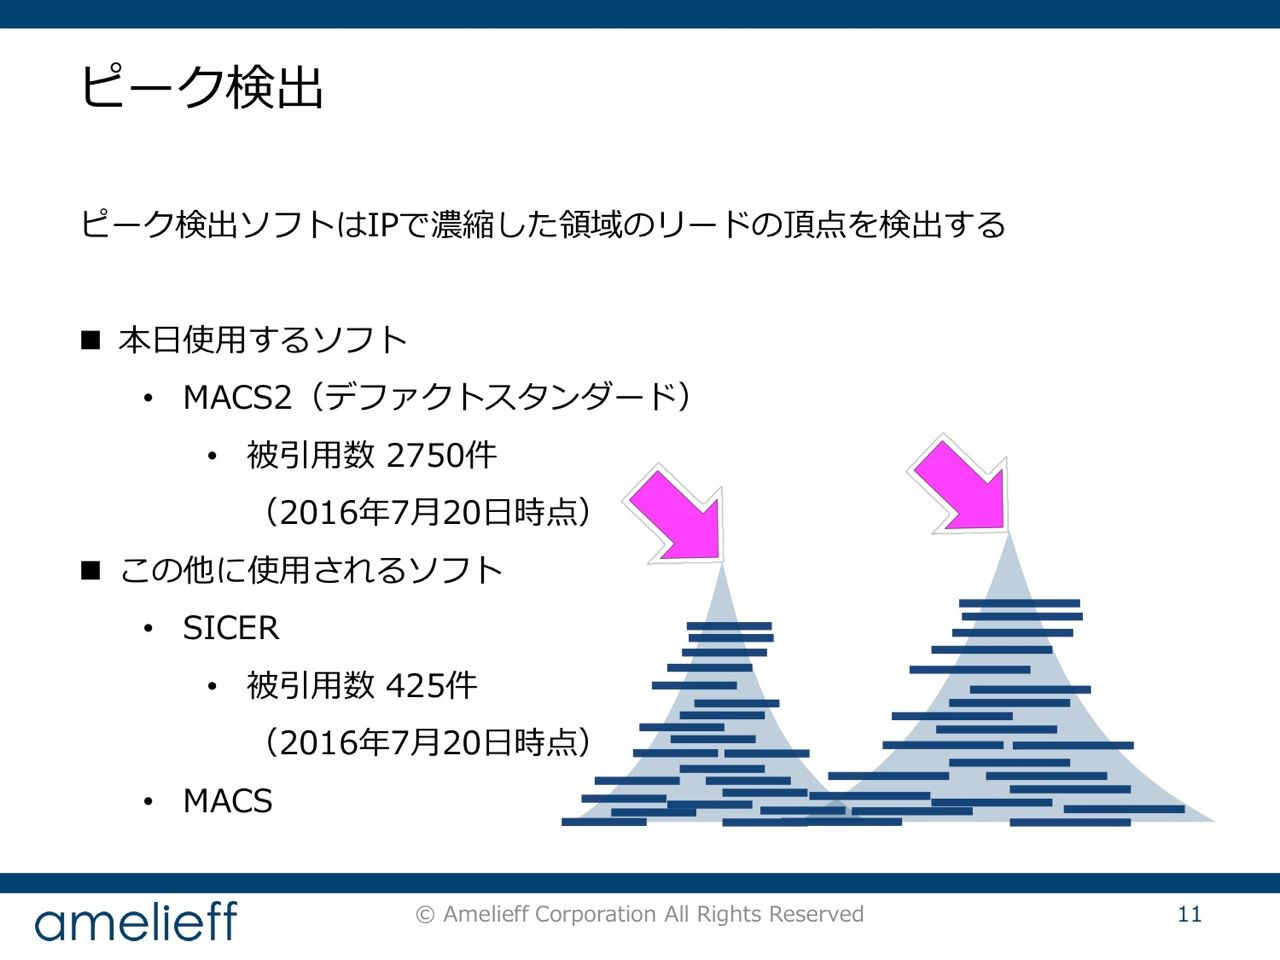 ピーク検出
ピーク検出ソフトはIPで濃縮した領域のリードの頂点を検出する
■ 本日使用するソフト
• MACS2（デファクトスタンダード）
• 被引用数 2750件
（2016年7月20日時点）
■ この他に使用されるソフト
• SICER
• 被引用数 425件
（2016年7月20日時点）
• MACS
amelieff
© Amelieff Corporation All Rights Reserved
11